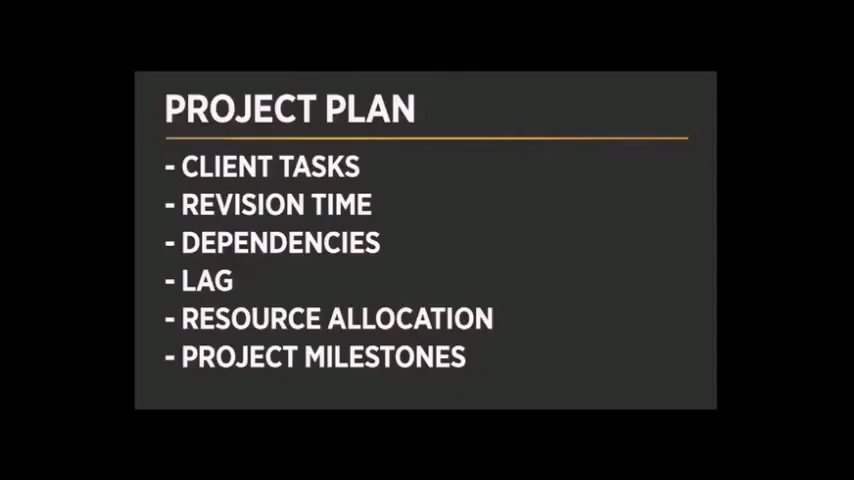 PROJECT PLAN
- CLIENT TASKS
- REVISION TIME
- DEPENDENCIES
- LAG
- RESOURCE ALLOCATION
- PROJECT MILESTONES